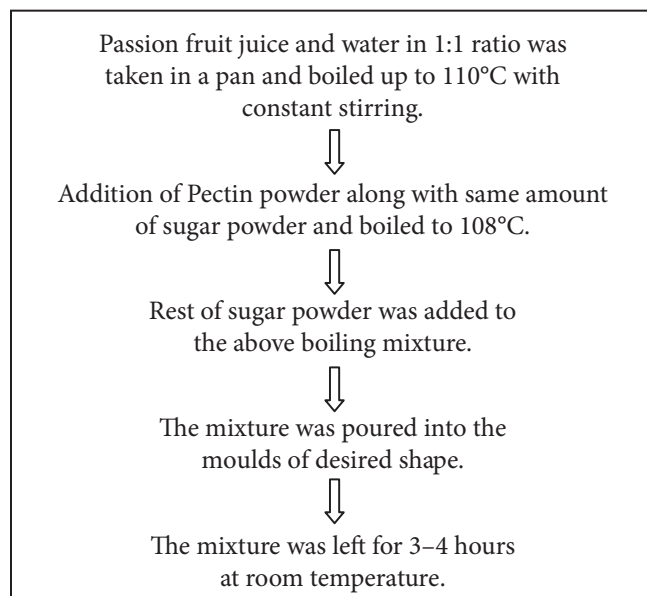 Passion fruit juice and water in 1:1 ratio was
taken in a pan and boiled up to 110°C with
constant stirring.
Addition of Pectin powder along with same amount
of sugar powder and boiled to 108°C.
Rest of sugar powder was added to
the above boiling mixture.
The mixture was poured into the
moulds of desired shape.
The mixture was left for 3–4 hours
at room temperature.